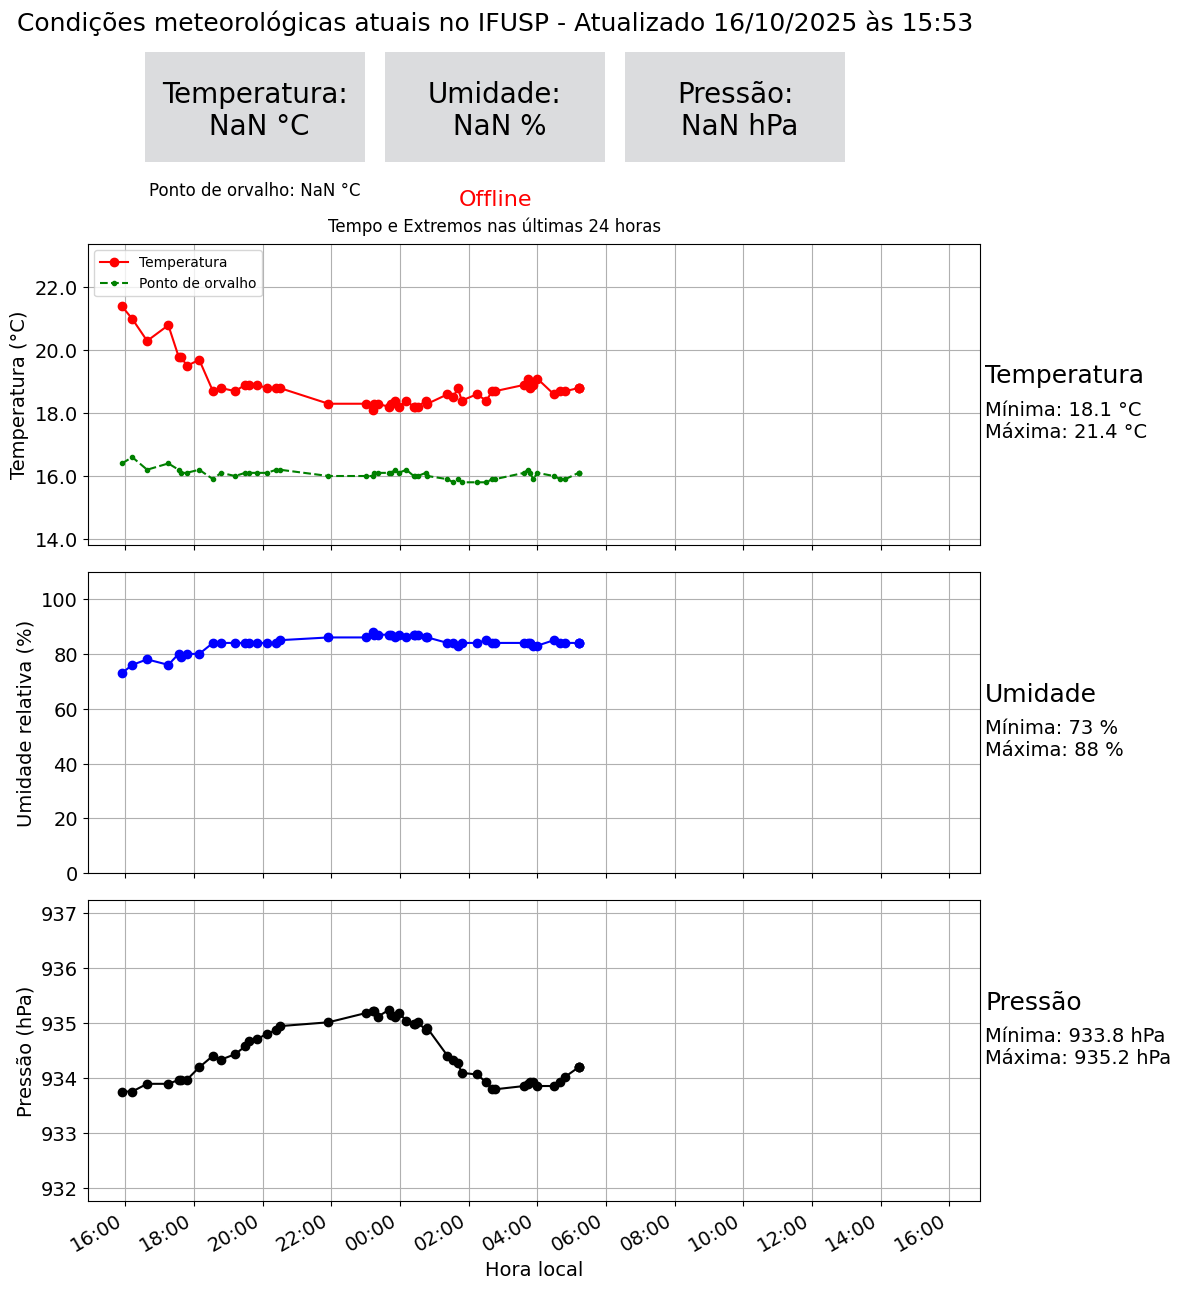 Condições meteorológicas atuais no IFUSP - Atualizado 16/10/2025 às 15:53
Temperatura:
NaN °C
Umidade:
NaN %
Pressão:
NaN hPa
Ponto de orvalho: NaN °C
Offline
Tempo e Extremos nas últimas 24 horas
Temperatura
Ponto de orvalho
Temperatura (°C)
22.0
20.0
18.0
16.0
14.0
Temperatura
Mínima: 18.1 °C
Máxima: 21.4 °C
Umidade relativa (%)
100
80
60
40
20
0
Umidade
Mínima: 73 %
Máxima: 88 %
Pressão (hPa)
937
936
935
934
933
932
Pressão
Mínima: 933.8 hPa
Máxima: 935.2 hPa
16:00 18:00 20:00 22:00 00:00 02:00 04:00 06:00 08:00 10:00 12:00 14:00 16:00
Hora local